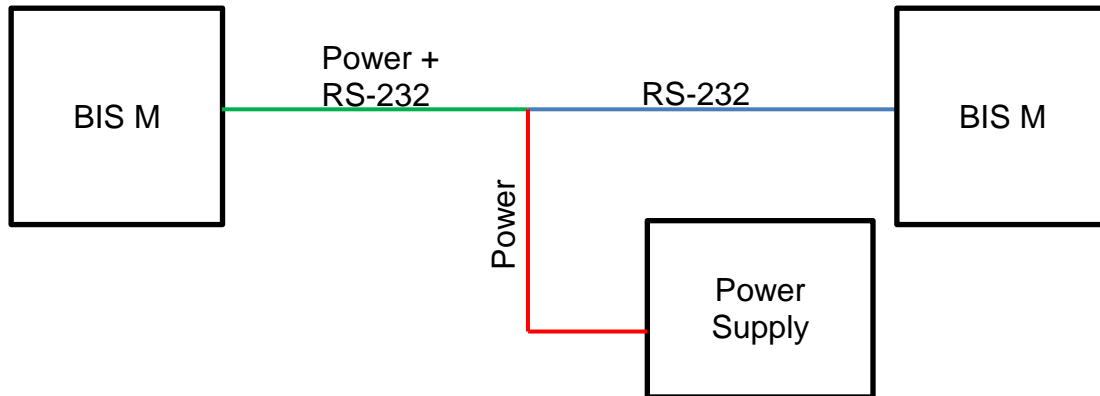 Power +
RS-232
RS-232
BIS M
BIS M
Power
Power
Supply